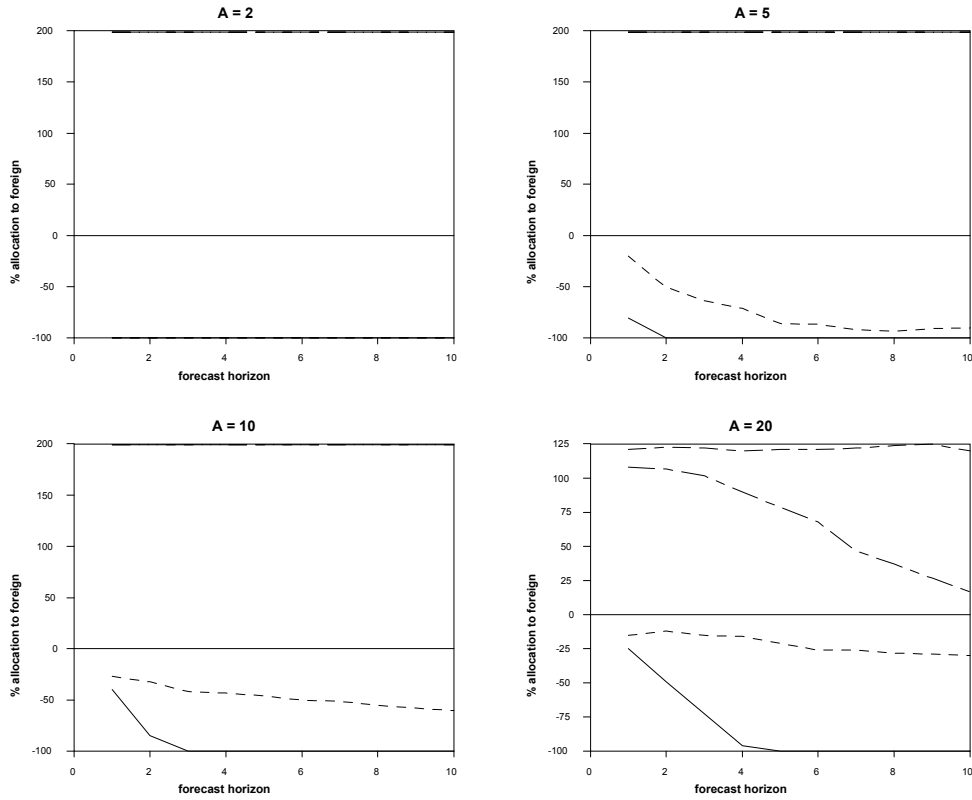 A = 2
200
150
100
50
0
-50
-100
% allocation to foreign
0 2 4 6 8 10
forecast horizon
A = 5
200
150
100
50
0
-50
-100
% allocation to foreign
0 2 4 6 8 10
forecast horizon
A = 10
200
150
100
50
0
-50
-100
% allocation to foreign
0 2 4 6 8 10
forecast horizon
A = 20
125
100
75
50
25
0
-25
-50
-75
-100
% allocation to foreign
0 2 4 6 8 10
forecast horizon